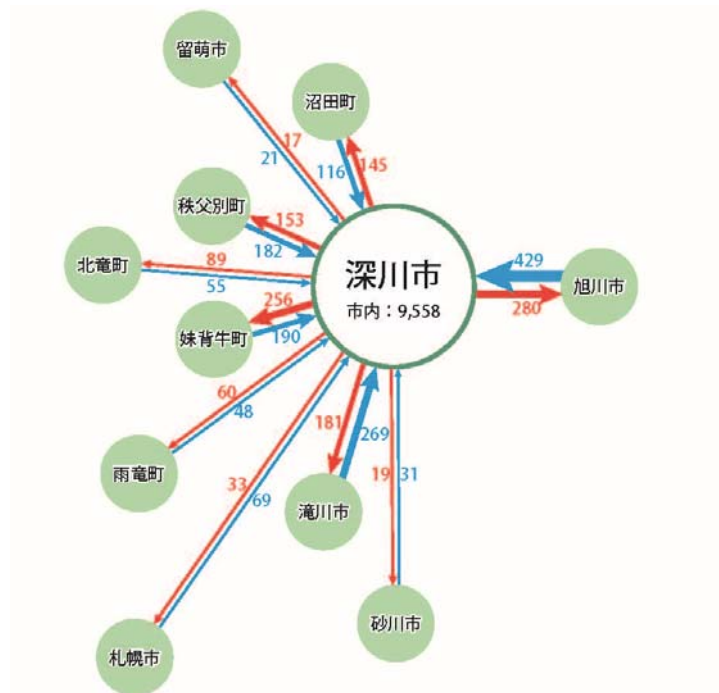 留萌市
沼田町
17
21
116
145
秩父別町
153
182
北竜町
89
55
深川市
市内：9,558
429
280
旭川市
256
190
妹背牛町
60
48
雨竜町
181
269
19
31
33
69
滝川市
砂川市
札幌市